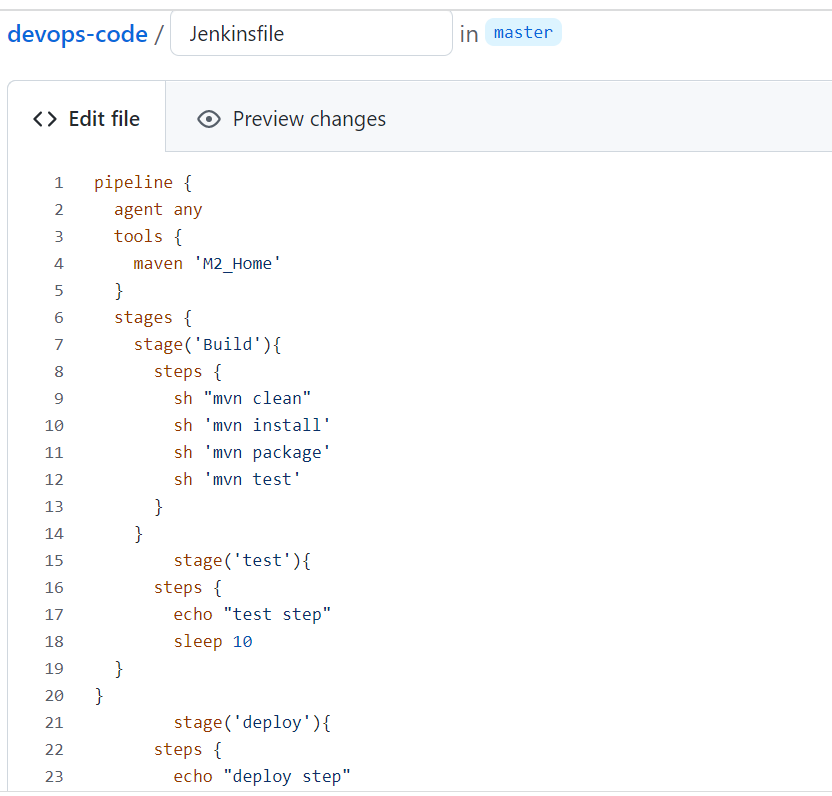 devops-code / Jenkinsfile in master
<> Edit file Preview changes
1 pipeline {
2   agent any
3   tools {
4     maven 'M2_Home'
5   }
6   stages {
7     stage('Build'){
8       steps {
9         sh "mvn clean"
10         sh 'mvn install'
11         sh 'mvn package'
12         sh 'mvn test'
13       }
14     }
15         stage('test'){
16       steps {
17         echo "test step"
18         sleep 10
19   }
20 }
21         stage('deploy'){
22       steps {
23         echo "deploy step"